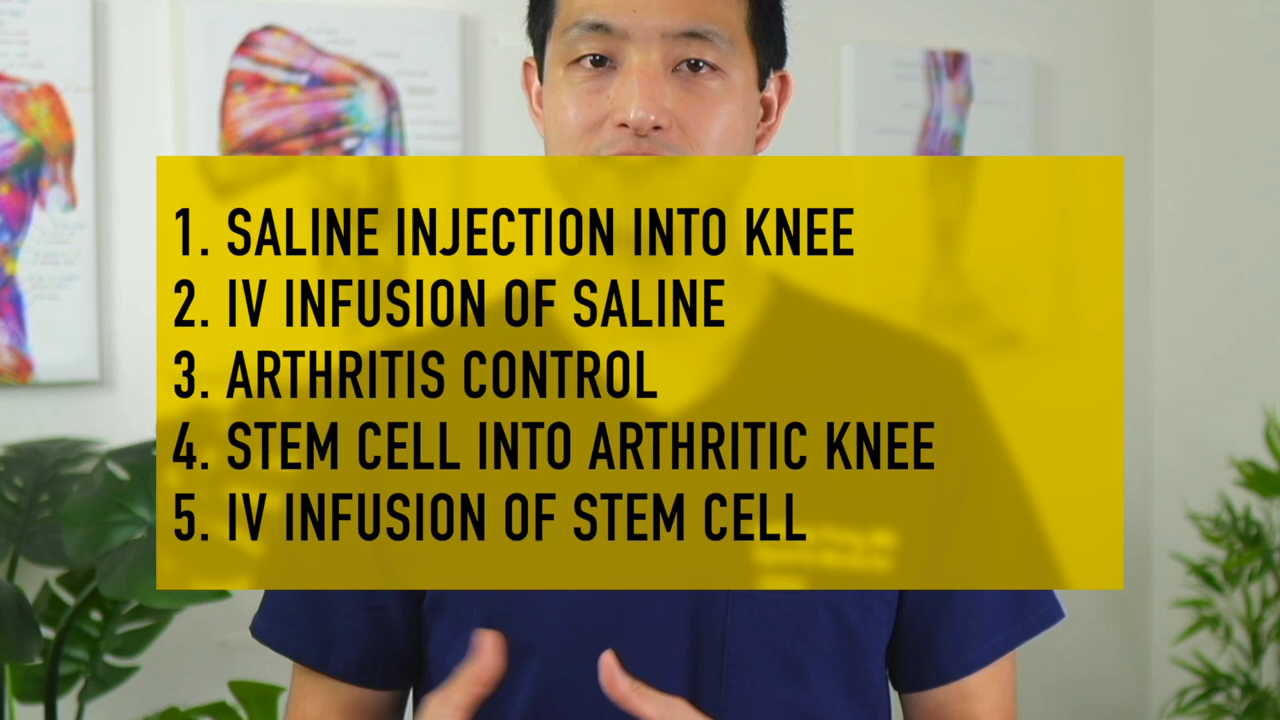 1. SALINE INJECTION INTO KNEE
2. IV INFUSION OF SALINE
3. ARTHRITIS CONTROL
4. STEM CELL INTO ARTHRITIC KNEE
5. IV INFUSION OF STEM CELL